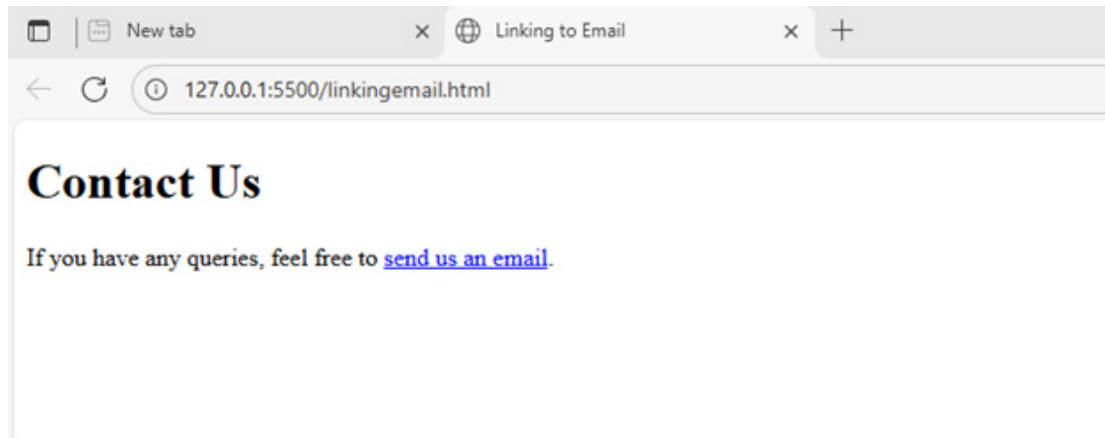 New tab
Linking to Email
127.0.0.1:5500/linkingemail.html
Contact Us
If you have any queries, feel free to send us an email.